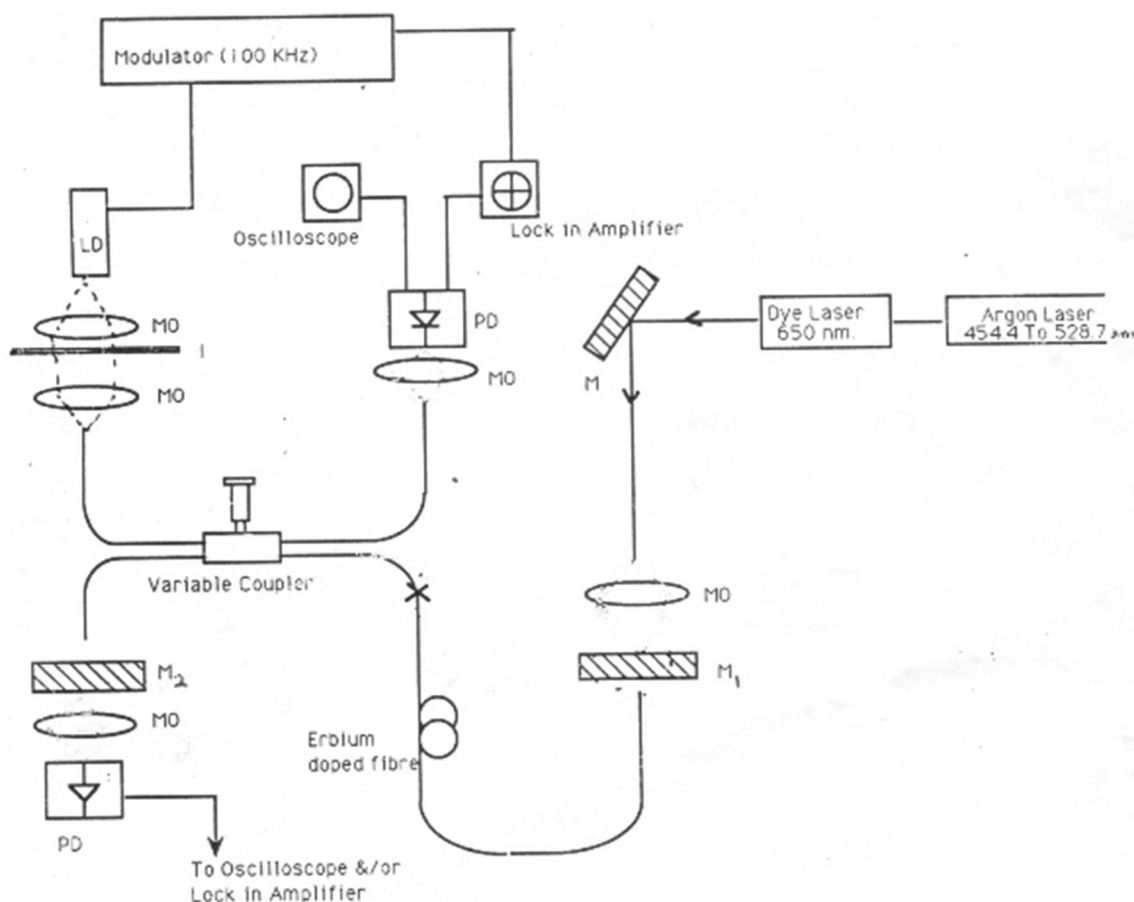 Modulator (100 KHz)
Oscilloscope
Lock in Amplifier
LD
MO
I
MO
PD
MO
M
Dye Laser
650 nm.
Argon Laser
454.4 To 528.7 nm
Variable Coupler
MO
M1
M2
MO
PD
Erbium
doped fibre
To Oscilloscope &/or
Lock in Amplifier